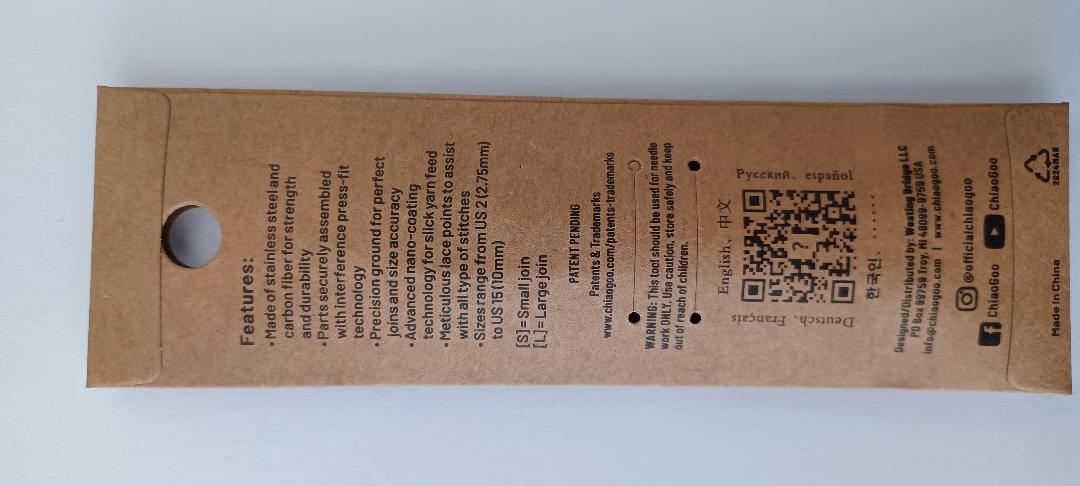 Features:
• Made of stainless steel and
carbon fiber for strength
and durability
• Parts securely assembled
with interference press-fit
technology
• Precision ground for perfect
joins and size accuracy
• Advanced nano-coating
technology for slick yarn feed
• Meticulous lace points to assist
with all type of stitches
• Sizes range from US 2 (2.75mm)
to US 15 (10mm)
[S] = Small join
[L] = Large join
PATENT PENDING
Patents & Trademarks
www.chiaogoo.com/patents-trademarks
WARNING: This tool should be used for needle
work ONLY. Use caution, store safely and keep
out of reach of children.
English、中文
Русский、español
Deutsch、Français
한국인、......
Designed/Distributed by: Westing Bridge LLC
PO Box 99759 Troy, MI 48099-9759 USA
info@chiaogoo.com | www.chiaogoo.com
@officialchiaogoo
ChiaoGoo ChiaoGoo
Made in China
2024MAR